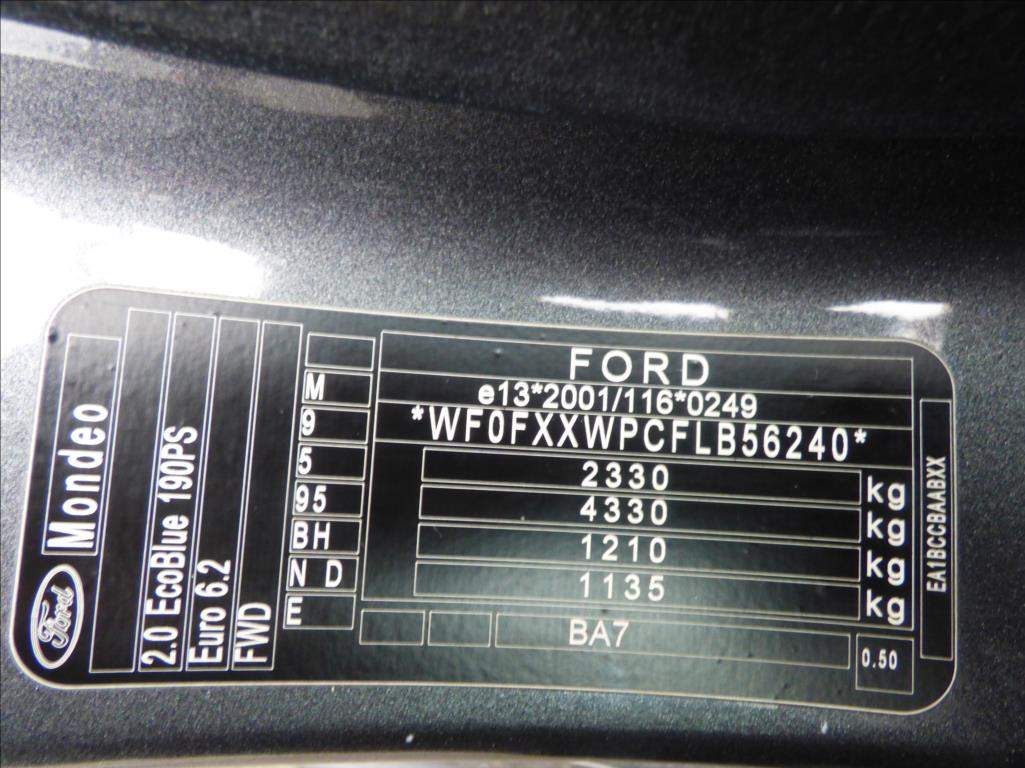 FORD
e13*2001/116*0249
*WF0FXXWPCFLB56240*
2330 kg
4330 kg
1210 kg
1135 kg
BA7
0.50
M
9
5
95
BH
N D
E
Ford
Mondeo
2.0 EcoBlue 190PS
Euro 6.2
FWD
EA1BCCBAABXX